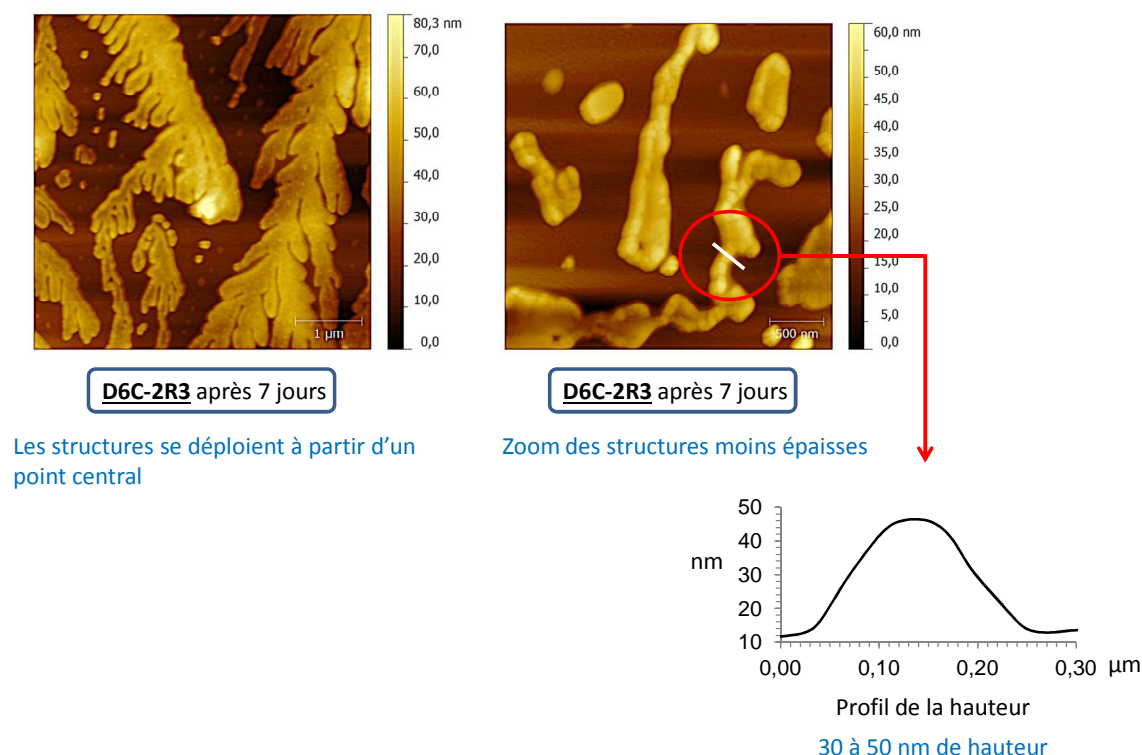 80,3 nm
70,0
60,0
50,0
40,0
30,0
20,0
10,0
0,0
1 µm
60,0 nm
50,0
45,0
40,0
35,0
30,0
25,0
20,0
15,0
10,0
5,0
0,0
500 nm
D6C-2R3 après 7 jours
D6C-2R3 après 7 jours
Les structures se déploient à partir d’un
point central
Zoom des structures moins épaisses
50
40
30
20
10
nm
0,00 0,10 0,20 0,30 µm
Profil de la hauteur
30 à 50 nm de hauteur